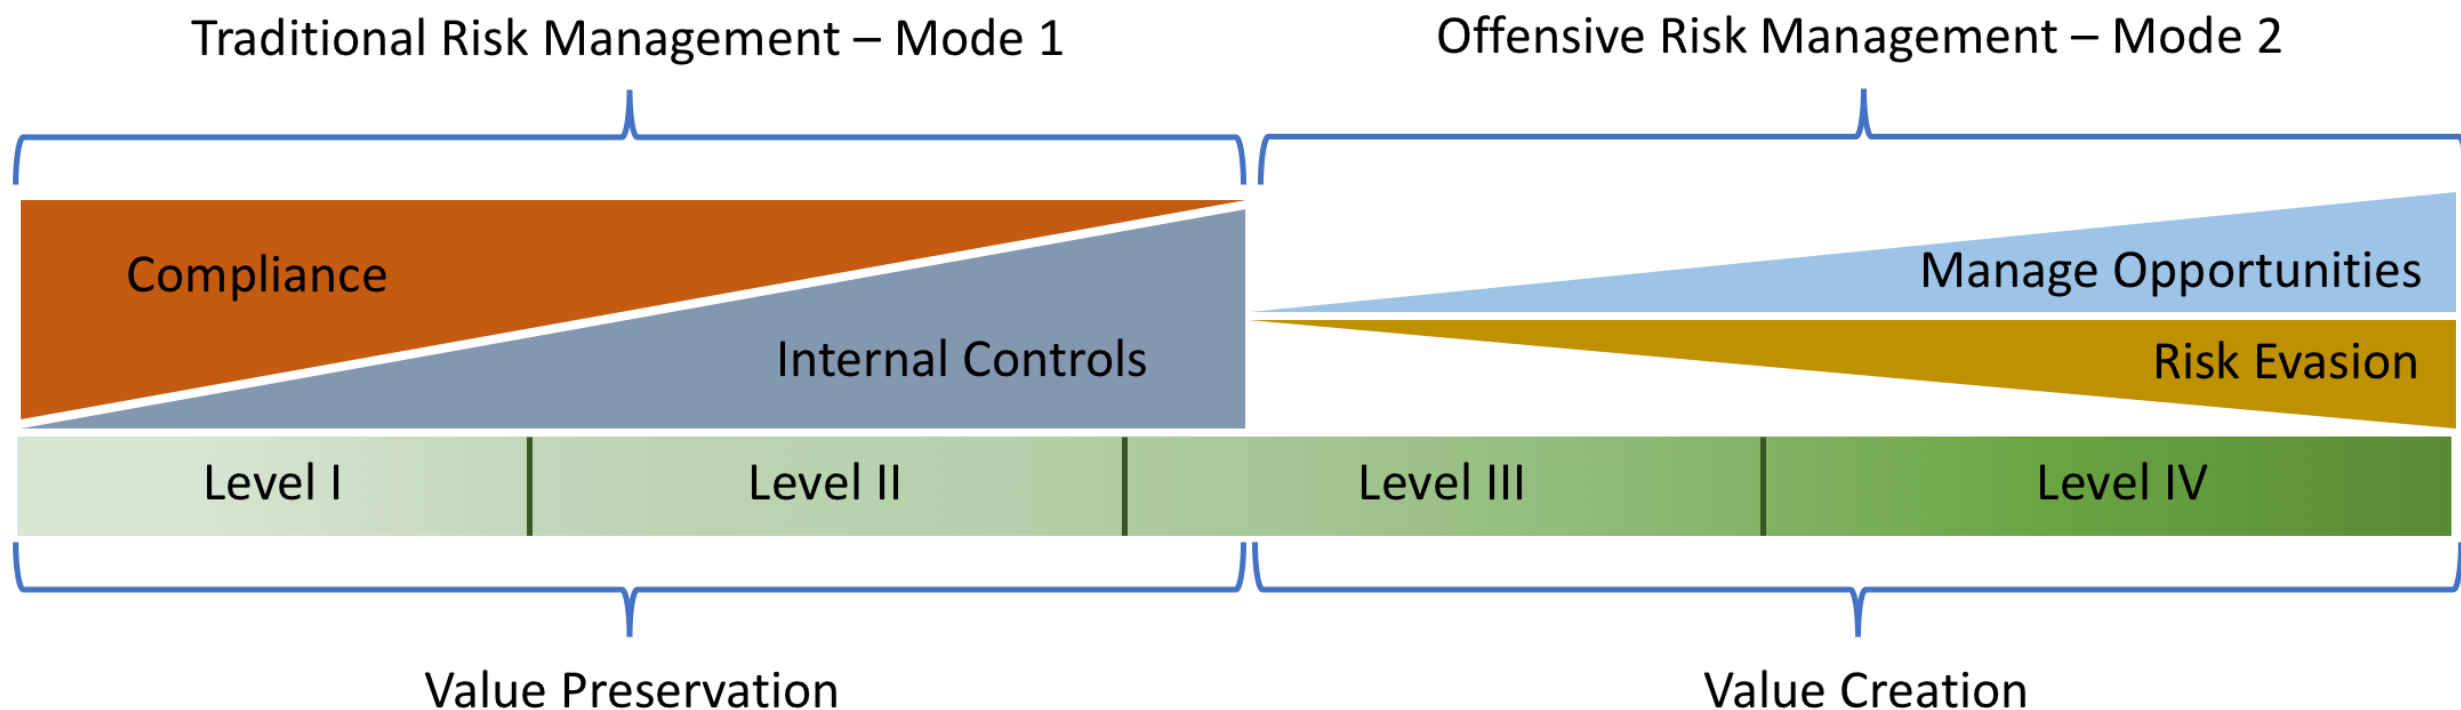 Traditional Risk Management – Mode 1
Offensive Risk Management – Mode 2
Compliance
Internal Controls
Manage Opportunities
Risk Evasion
Level I
Level II
Level III
Level IV
Value Preservation
Value Creation